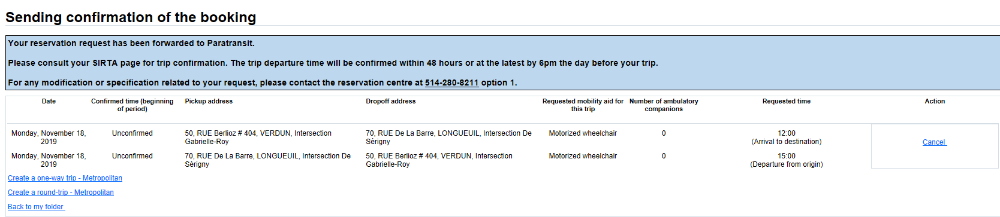 Sending confirmation of the booking
Your reservation request has been forwarded to Paratransit.
Please consult your SIRTA page for trip confirmation. The trip departure time will be confirmed within 48 hours or at the latest by 6pm the day before your trip.
For any modification or specification related to your request, please contact the reservation centre at 514-280-8211 option 1.
Date
Confirmed time (beginning
of period)
Pickup address
Dropoff address
Requested mobility aid for
this trip
Number of ambulatory
companions
Requested time
Action
Monday, November 18,
2019
Unconfirmed
50, RUE Berlioz # 404, VERDUN, Intersection
Gabrielle-Roy
70, RUE De La Barre, LONGUEUIL, Intersection De
Sérigny
Motorized wheelchair
0
12:00
(Arrival to destination)
Cancel
Monday, November 18,
2019
Unconfirmed
70, RUE De La Barre, LONGUEUIL, Intersection De
Sérigny
50, RUE Berlioz # 404, VERDUN, Intersection
Gabrielle-Roy
Motorized wheelchair
0
15:00
(Departure from origin)
Create a one-way trip - Metropolitan
Create a round-trip - Metropolitan
Back to my folder